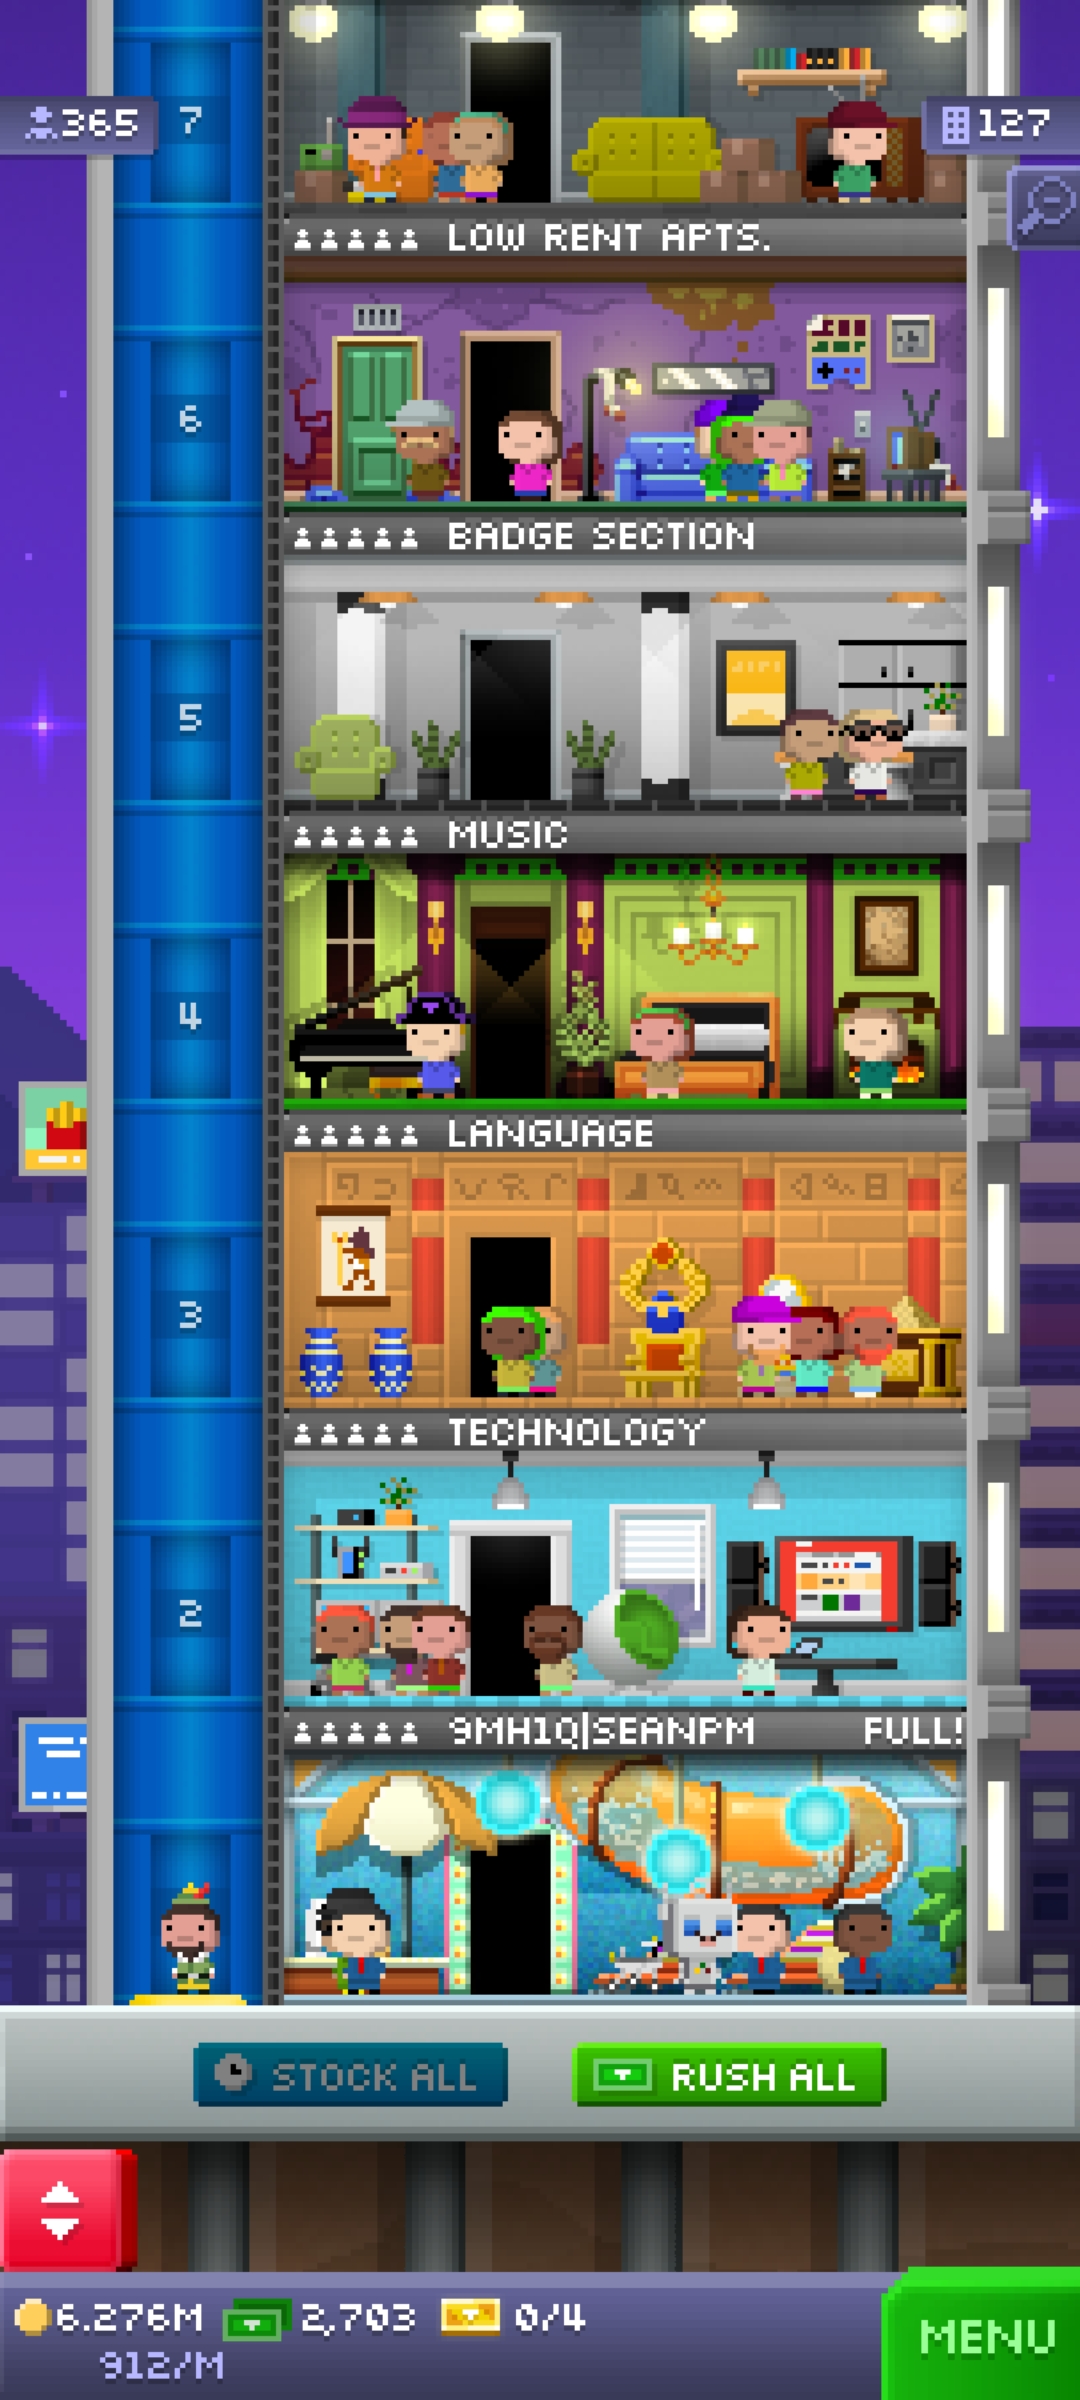 365
7
127
LOW RENT APTS.
6
BADGE SECTION
5
MUSIC
4
LANGUAGE
3
TECHNOLOGY
2
9MH1Q|SEANPM FULL!
STOCK ALL
RUSH ALL
6.276M
2,703
0/4
912/M
MENU